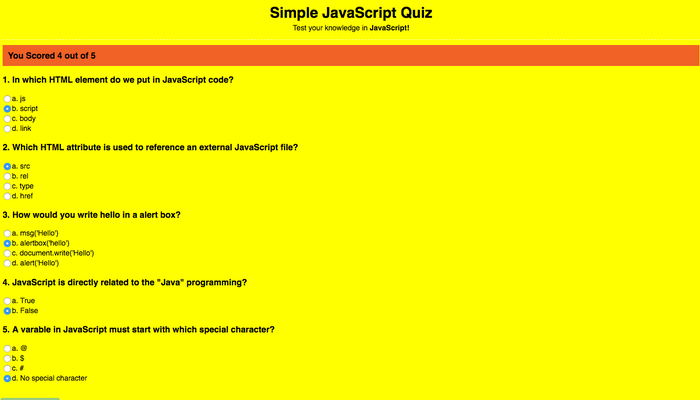 Simple JavaScript Quiz
Test your knowledge in JavaScript!
You Scored 4 out of 5
1. In which HTML element do we put in JavaScript code?
a. js
b. script
c. body
d. link
2. Which HTML attribute is used to reference an external JavaScript file?
a. src
b. rel
c. type
d. href
3. How would you write hello in a alert box?
a. msg('Hello')
b. alertbox('hello')
c. document.write('Hello')
d. alert('Hello')
4. JavaScript is directly related to the "Java" programming?
a. True
b. False
5. A varable in JavaScript must start with which special character?
a. @
b. $
c. #
d. No special character